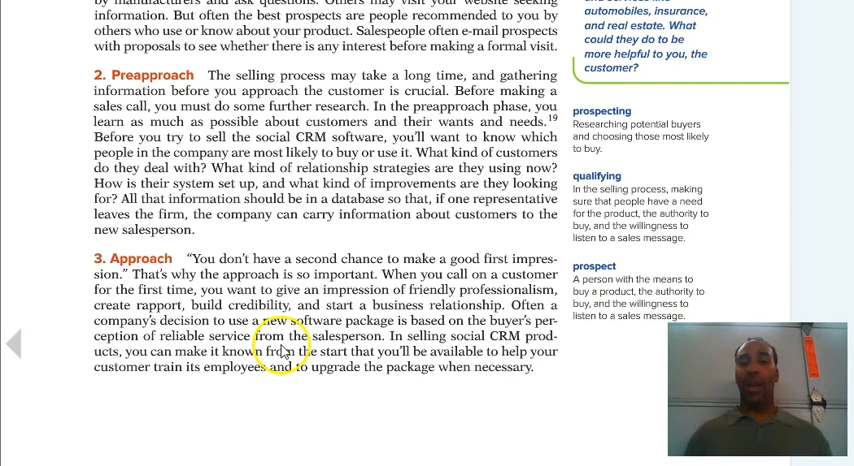 by manufacturers and ask questions. Others may visit your website seeking
information. But often the best prospects are people recommended to you by
others who use or know about your product. Salespeople often e-mail prospects
with proposals to see whether there is any interest before making a formal visit.
2. Preapproach The selling process may take a long time, and gathering
information before you approach the customer is crucial. Before making a
sales call, you must do some further research. In the preapproach phase, you
learn as much as possible about customers and their wants and needs.19
Before you try to sell the social CRM software, you'll want to know which
people in the company are most likely to buy or use it. What kind of customers
do they deal with? What kind of relationship strategies are they using now?
How is their system set up, and what kind of improvements are they looking
for? All that information should be in a database so that, if one representative
leaves the firm, the company can carry information about customers to the
new salesperson.
3. Approach “You don't have a second chance to make a good first impres-
sion.” That's why the approach is so important. When you call on a customer
for the first time, you want to give an impression of friendly professionalism,
create rapport, build credibility, and start a business relationship. Often a
company's decision to use a new software package is based on the buyer's per-
ception of reliable service from the salesperson. In selling social CRM prod-
ucts, you can make it known from the start that you'll be available to help your
customer train its employees and to upgrade the package when necessary.
automobiles, insurance,
and real estate. What
could they do to be
more helpful to you, the
customer?
prospecting
Researching potential buyers
and choosing those most likely
to buy.
qualifying
In the selling process, making
sure that people have a need
for the product, the authority to
buy, and the willingness to
listen to a sales message.
prospect
A person with the means to
buy a product, the authority to
buy, and the willingness to
listen to a sales message.